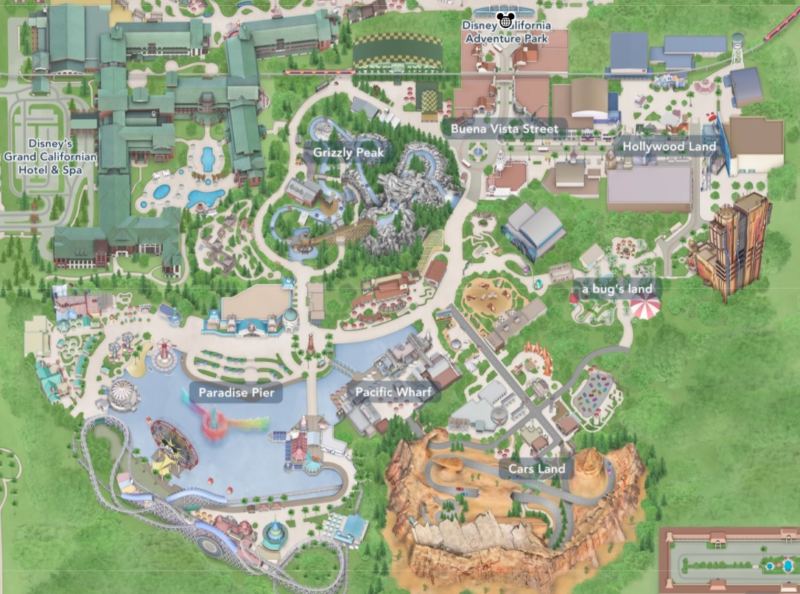 Disney California
Adventure Park
Buena Vista Street
Hollywood Land
Grizzly Peak
Disney's
Grand Californian
Hotel & Spa
a bug's land
Paradise Pier
Pacific Wharf
Cars Land